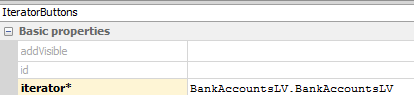 IteratorButtons
Basic properties
addVisible
id
iterator* BankAccountsLV.BankAccountsLV